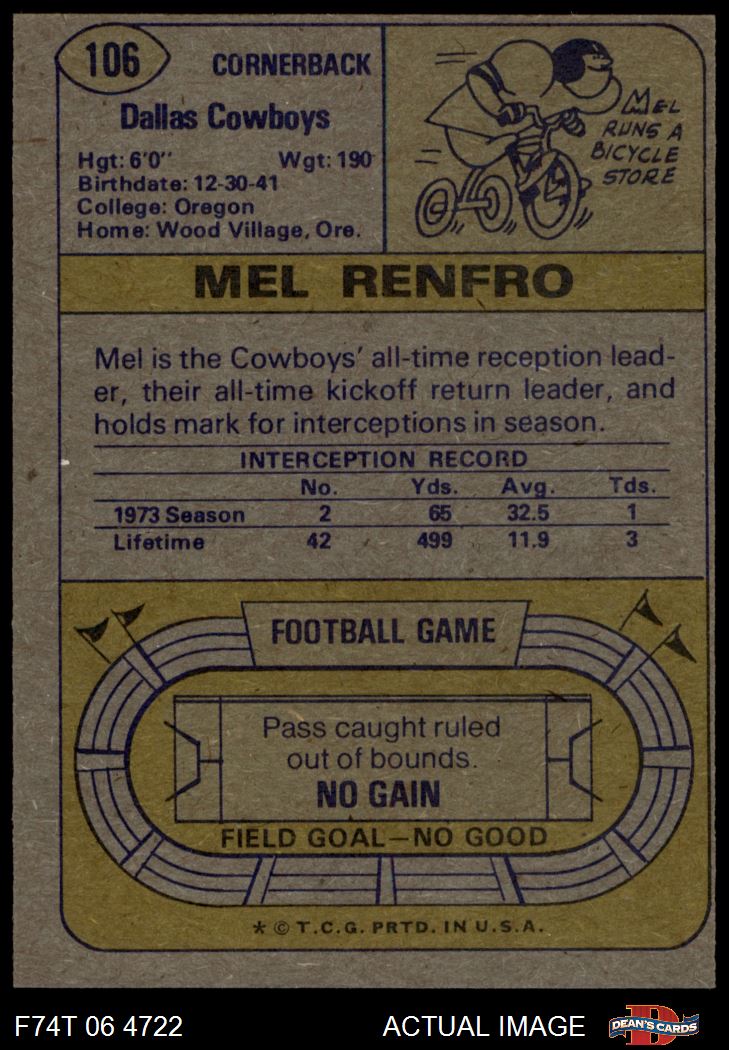 106
CORNERBACK
Dallas Cowboys
Hgt: 6'0" Wgt: 190
Birthdate: 12-30-41
College: Oregon
Home: Wood Village, Ore.
MEL
RUNS A
BICYCLE
STORE
MEL RENFRO
Mel is the Cowboys' all-time reception lead-
er, their all-time kickoff return leader, and
holds mark for interceptions in season.
INTERCEPTION RECORD
No. Yds. Avg. Tds.
1973 Season 2 65 32.5 1
Lifetime 42 499 11.9 3
FOOTBALL GAME
Pass caught ruled
out of bounds.
NO GAIN
FIELD GOAL—NO GOOD
* © T.C.G. PRTD. IN U.S.A.
F74T 06 4722
ACTUAL IMAGE
D
DEAN'S CARDS